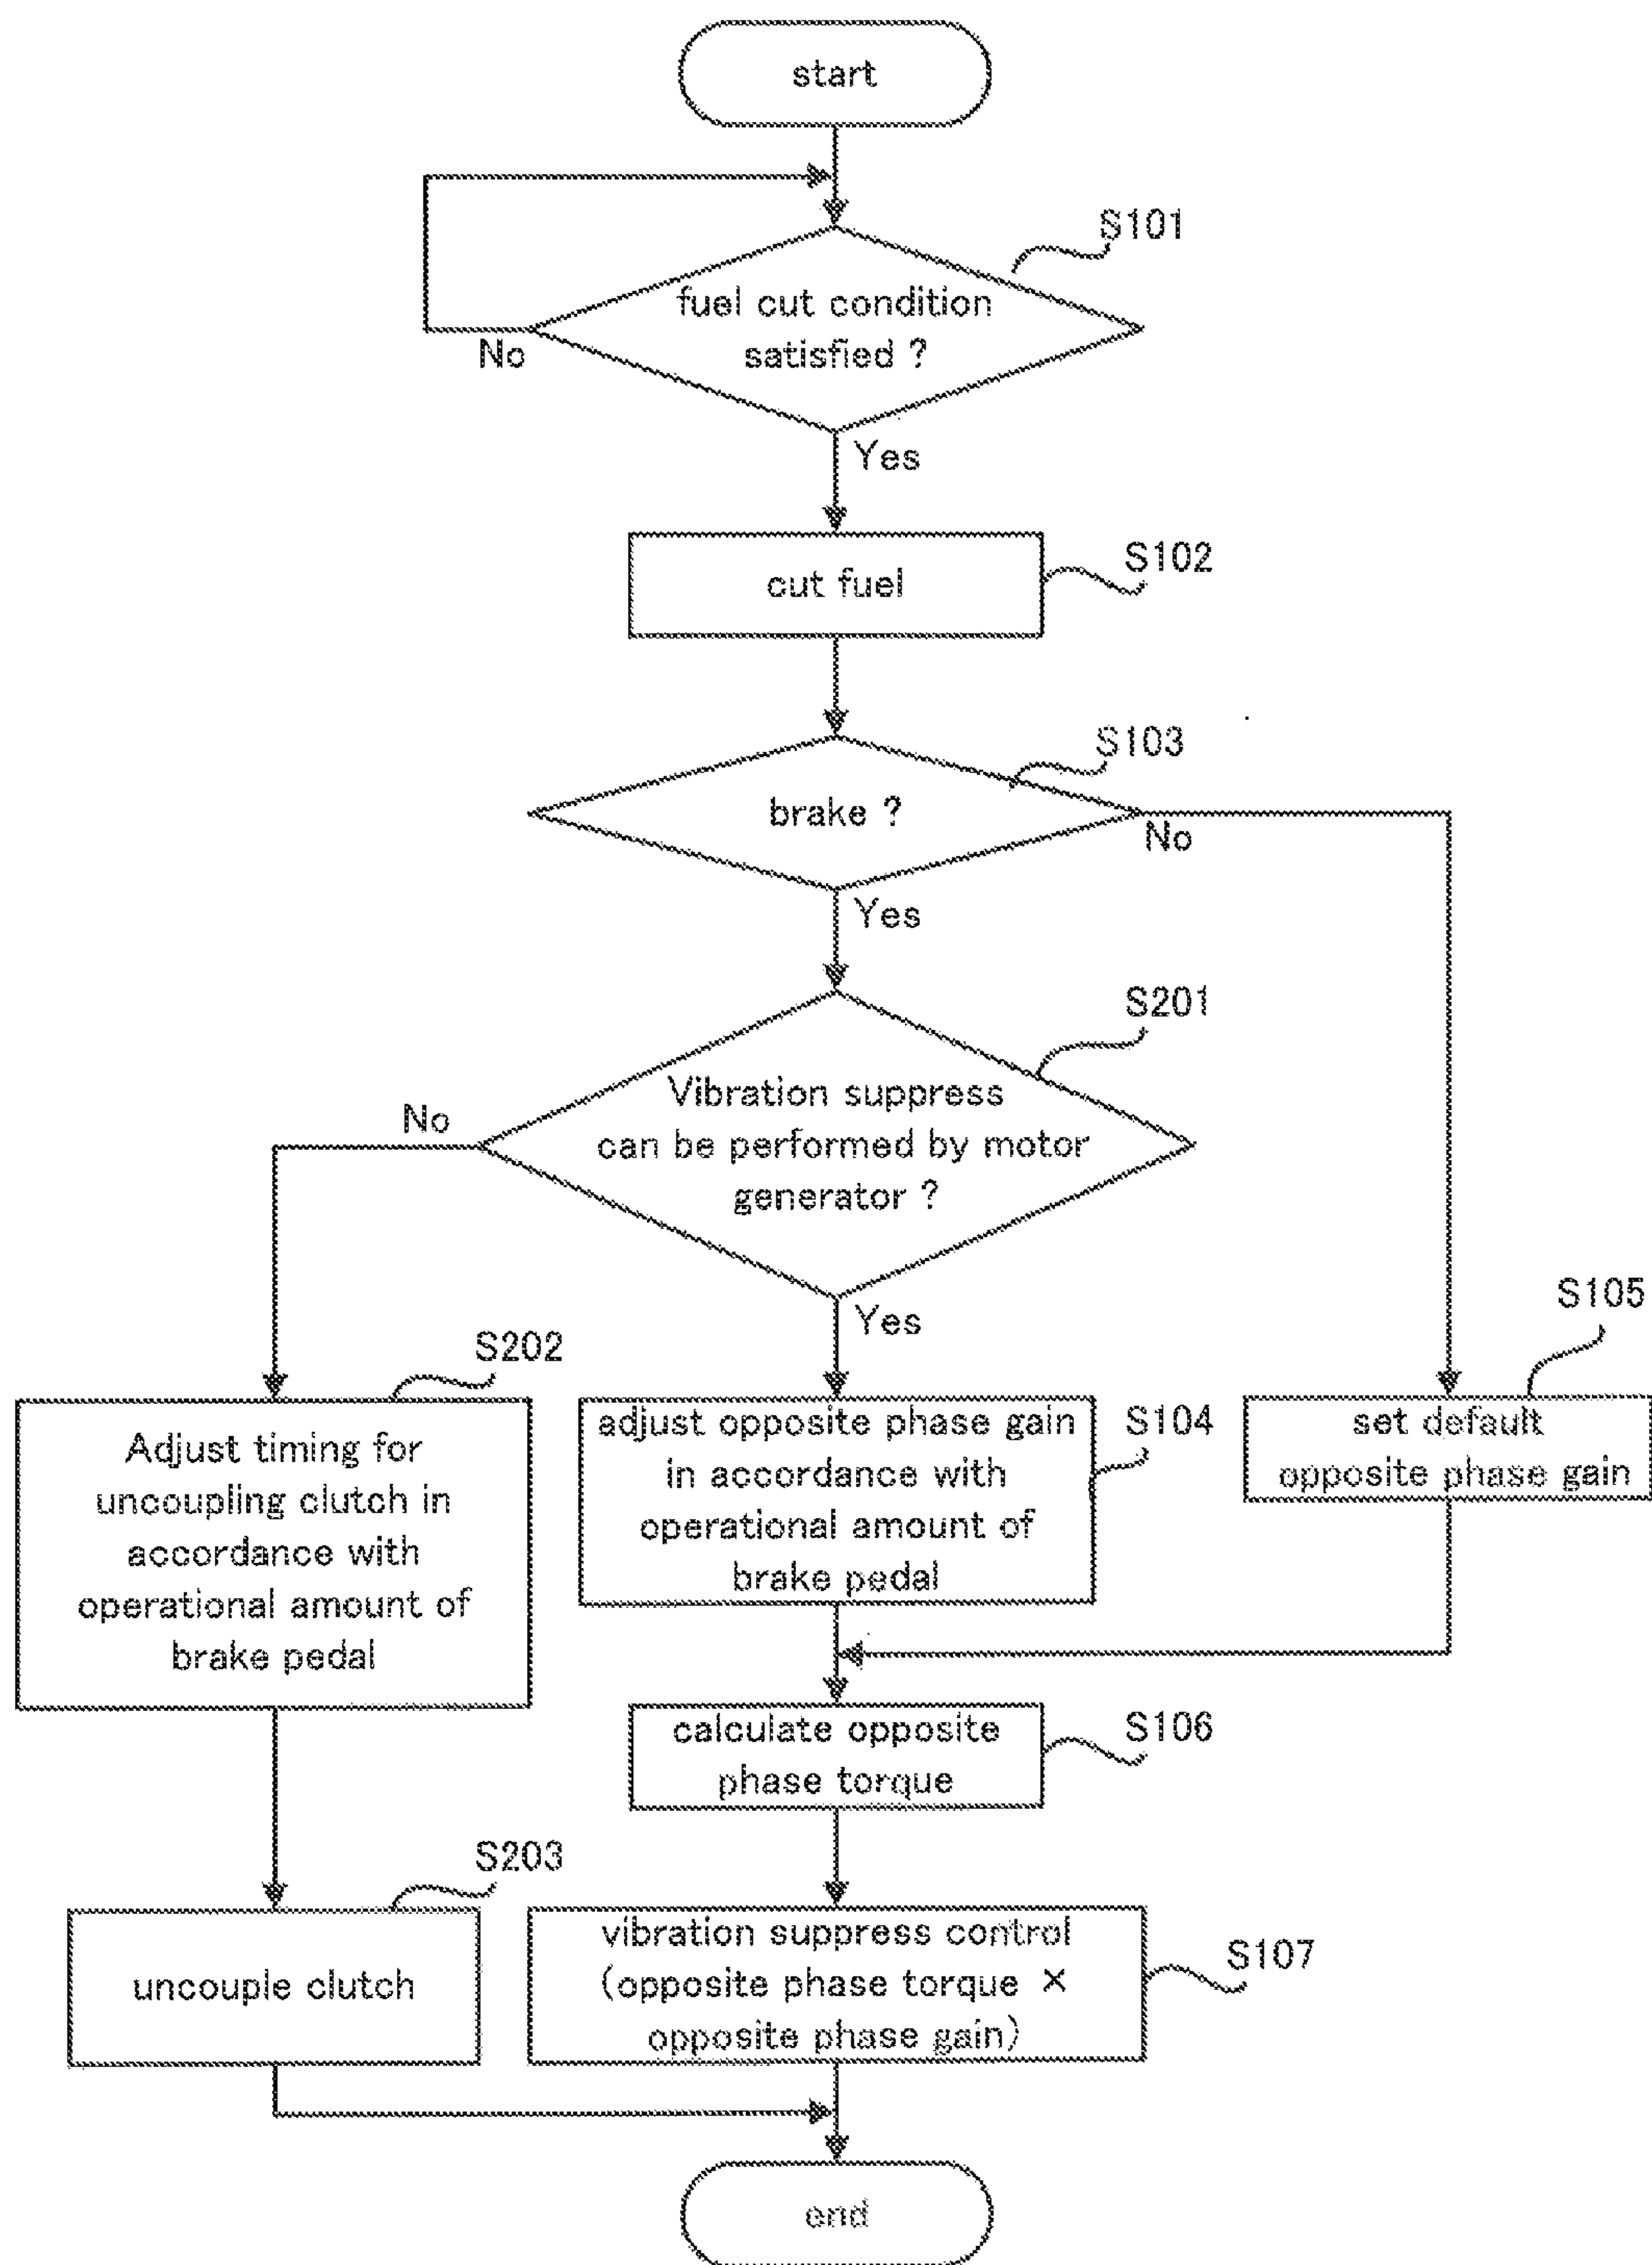 start
S101
fuel cut condition
satisfied ?
No
Yes
S102
cut fuel
S103
brake ?
No
Yes
S201
Vibration suppress
can be performed by motor
generator ?
No
Yes
S202
Adjust timing for
uncoupling clutch in
accordance with
operational amount of
brake pedal
S104
adjust opposite phase gain
in accordance with
operational amount of
brake pedal
S105
set default
opposite phase gain
S106
calculate opposite
phase torque
S203
uncouple clutch
S107
vibration suppress control
(opposite phase torque ×
opposite phase gain)
end